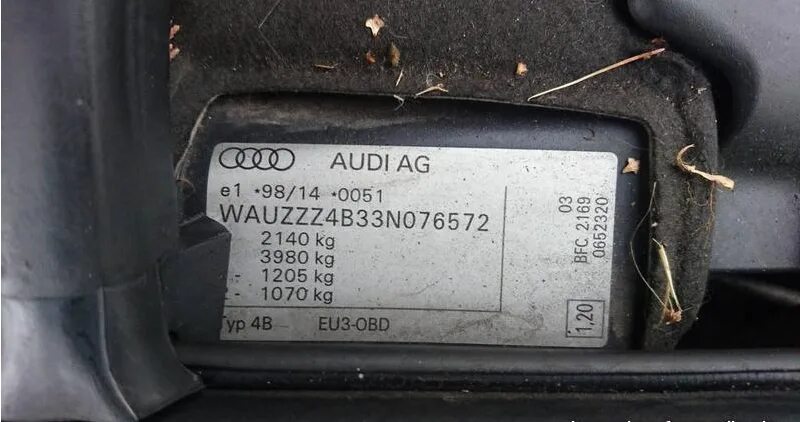 AUDI AG
e1 *98/14 *0051
WAUZZZ4B33N076572
2140 kg
3980 kg
- 1205 kg
- 1070 kg
Typ 4B EU3-OBD
03
BFC 2169
0652320
1,20